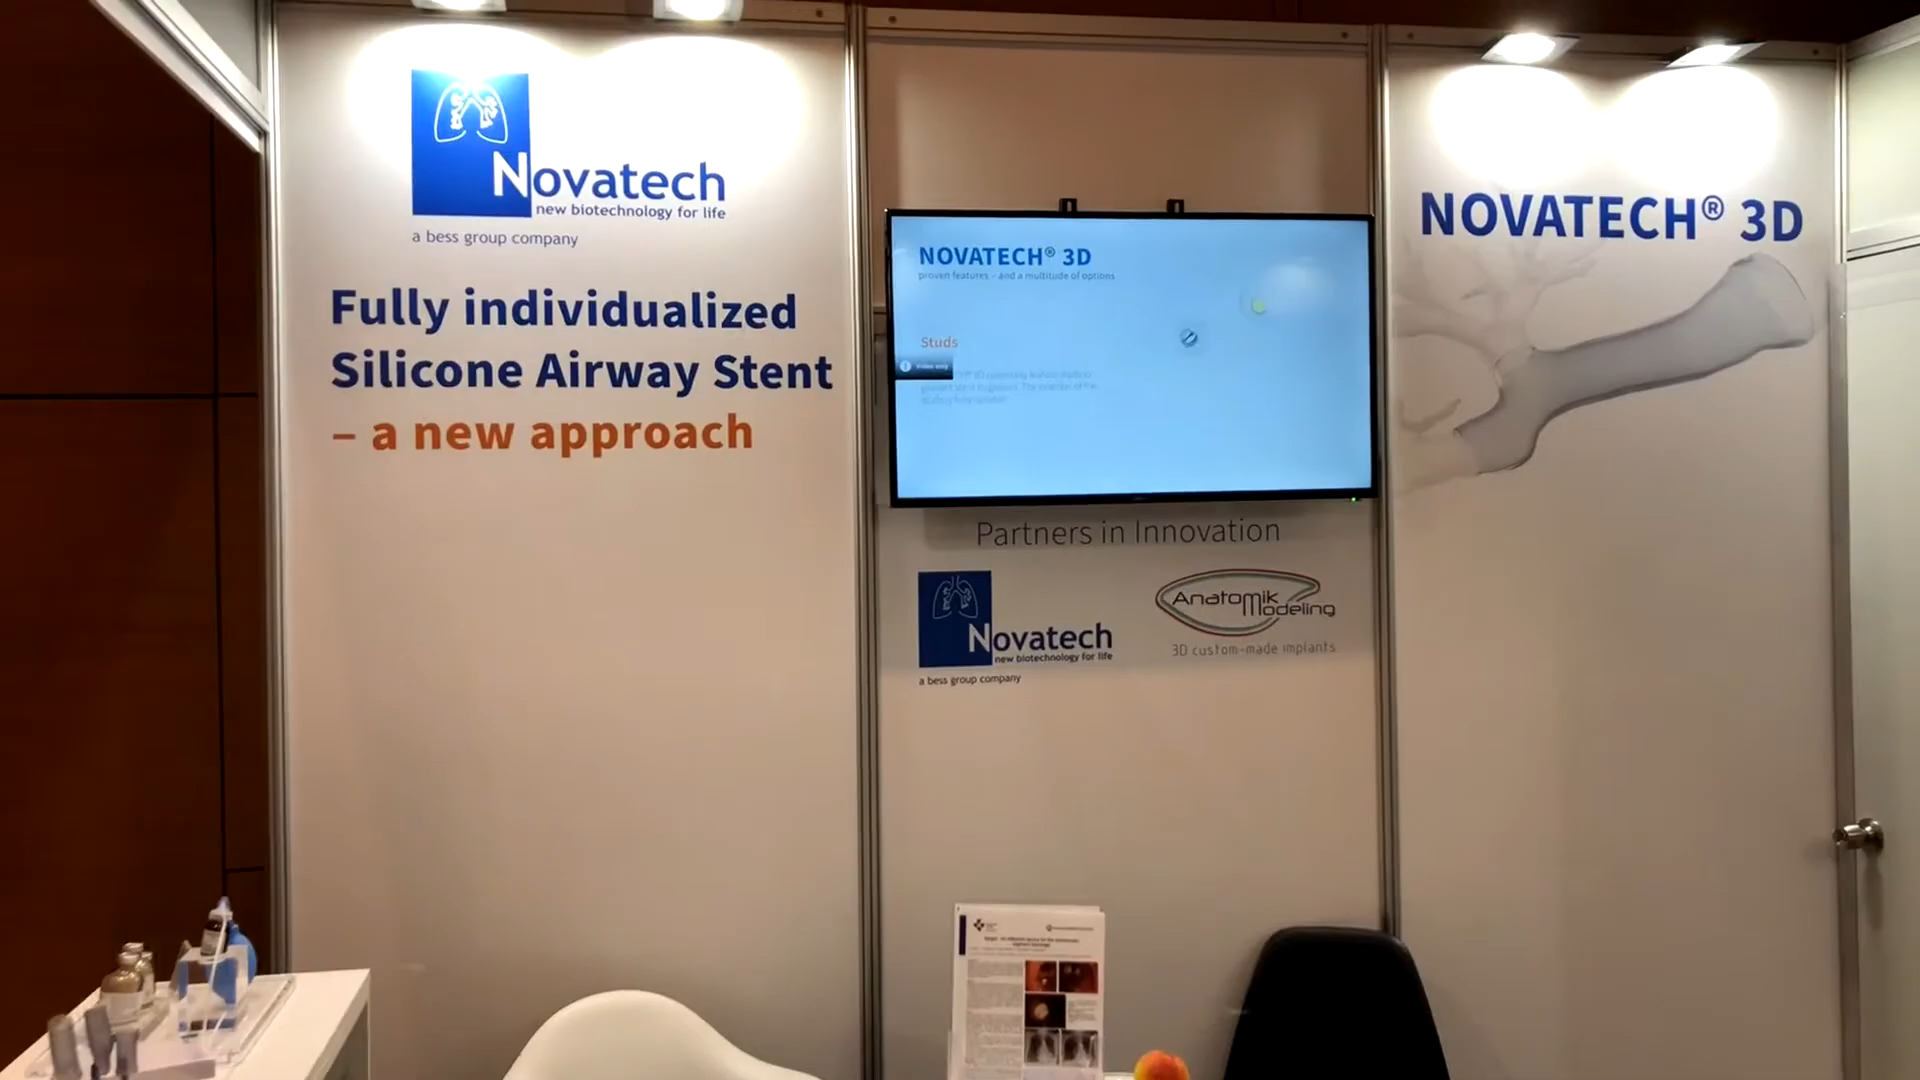 Novatech
new biotechnology for life
a bess group company
Fully individualized
Silicone Airway Stent
– a new approach
NOVATECH® 3D
proven features – and a multitude of options
Studs
Video only
Partners in Innovation
Novatech
new biotechnology for life
a bess group company
Anatomik
Modeling
3D custom-made implants
NOVATECH® 3D